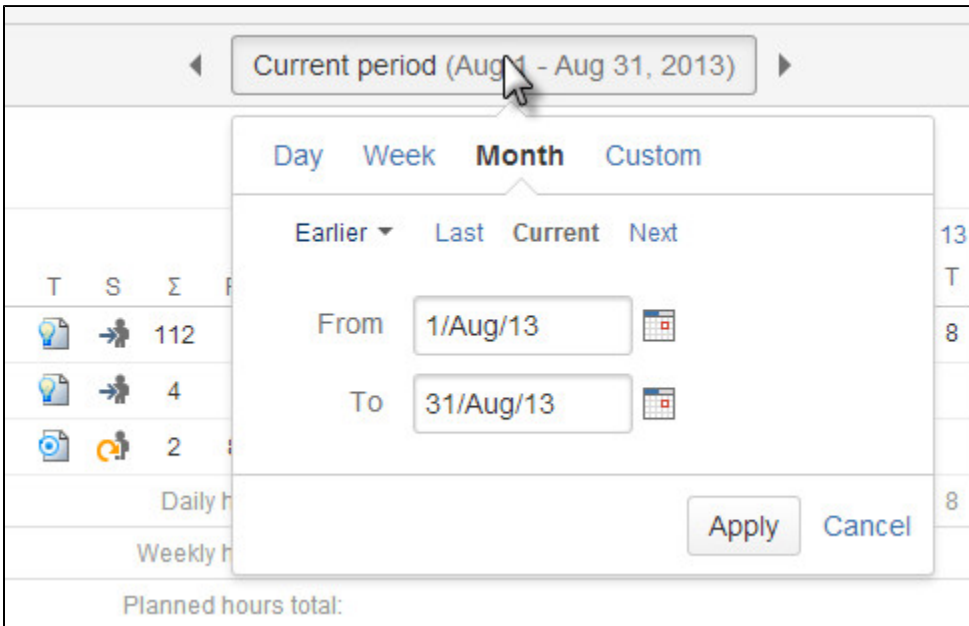 Current period (Aug 1 - Aug 31, 2013)
Day Week Month Custom
Earlier Last Current Next
13
T S Σ T
From 1/Aug/13
112 8
To 31/Aug/13
4
2
Daily 8
Apply Cancel
Weekly
Planned hours total: